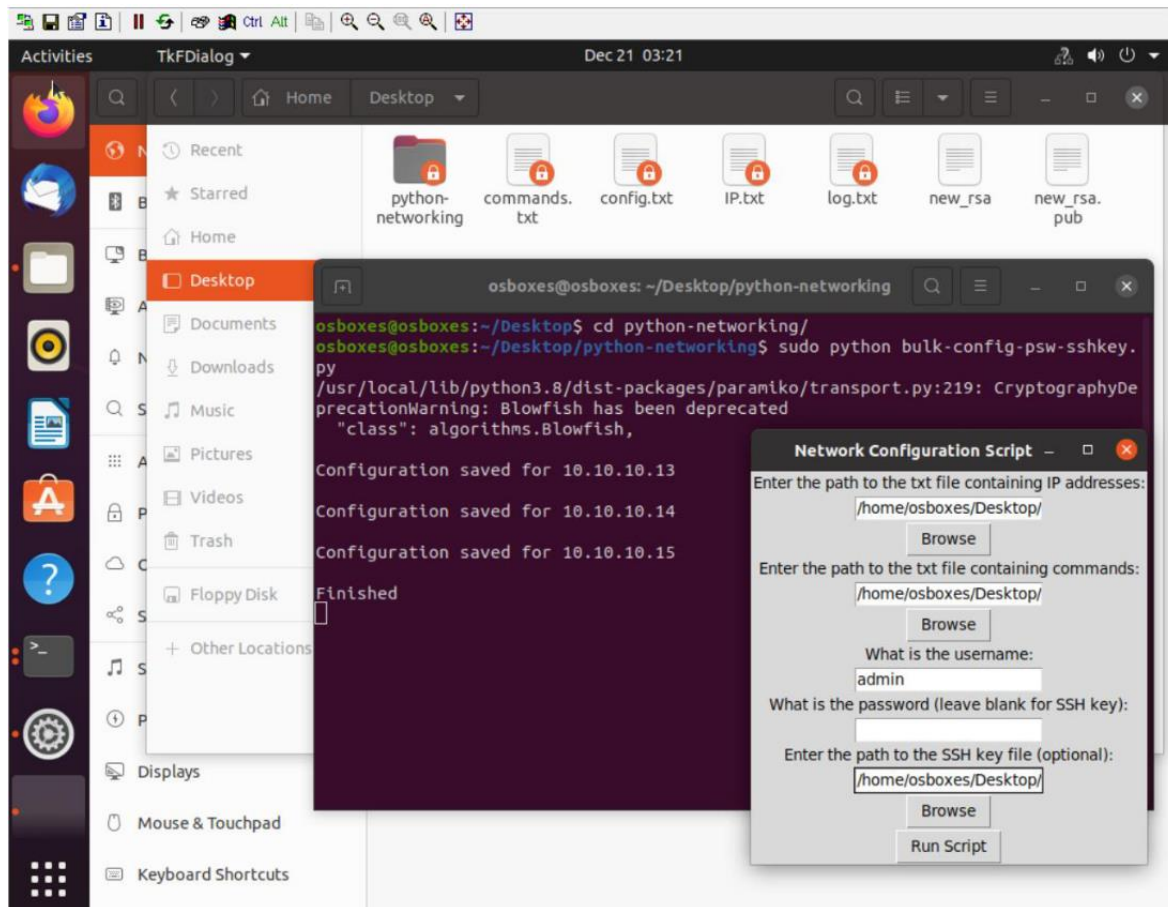 Ctrl Alt
Activities
TkFDialog
Dec 21 03:21
Home
Desktop
N
B
B
A
N
S
A
P
O
S
S
P
Displays
Mouse & Touchpad
Keyboard Shortcuts
Recent
Starred
Home
Desktop
Documents
Downloads
Music
Pictures
Videos
Trash
Floppy Disk
+ Other Locations
python-
networking
commands.
txt
config.txt
IP.txt
log.txt
new_rsa
new_rsa.
pub
osboxes@osboxes: ~/Desktop/python-networking
osboxes@osboxes:~/Desktop$ cd python-networking/
osboxes@osboxes:~/Desktop/python-networking$ sudo python bulk-config-psw-sshkey.
py
/usr/local/lib/python3.8/dist-packages/paramiko/transport.py:219: CryptographyDe
precationWarning: Blowfish has been deprecated
"class": algorithms.Blowfish,
Configuration saved for 10.10.10.13
Configuration saved for 10.10.10.14
Configuration saved for 10.10.10.15
Finished
Network Configuration Script
Enter the path to the txt file containing IP addresses:
/home/osboxes/Desktop/
Browse
Enter the path to the txt file containing commands:
/home/osboxes/Desktop/
Browse
What is the username:
admin
What is the password (leave blank for SSH key):
Enter the path to the SSH key file (optional):
/home/osboxes/Desktop/
Browse
Run Script